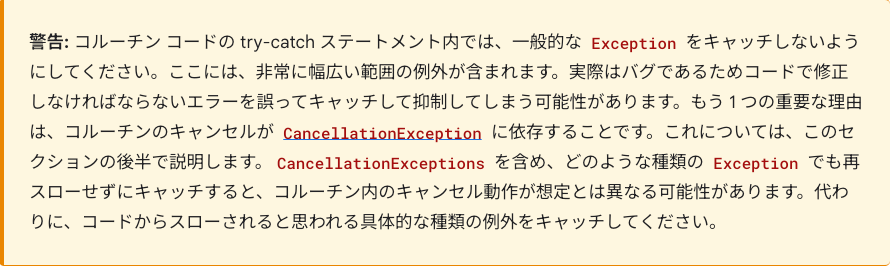 警告: コルーチン コードの try-catch ステートメント内では、一般的な Exception をキャッチしないよう
にしてください。ここには、非常に幅広い範囲の例外が含まれます。実際はバグであるためコードで修正
しなければならないエラーを誤ってキャッチして抑制してしまう可能性があります。もう 1 つの重要な理由
は、コルーチンのキャンセルが CancellationException に依存することです。これについては、このセ
クションの後半で説明します。 CancellationExceptions を含め、どのような種類の Exception でも再
スローせずにキャッチすると、コルーチン内のキャンセル動作が想定とは異なる可能性があります。代わ
りに、コードからスローされると思われる具体的な種類の例外をキャッチしてください。